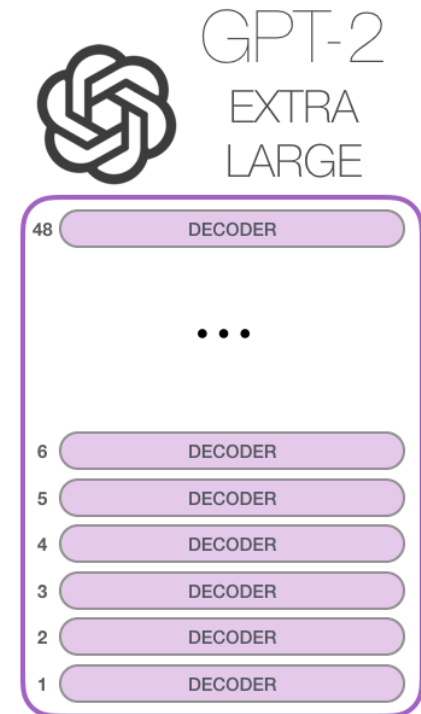 GPT-2
EXTRA
LARGE
48 DECODER
...
6 DECODER
5 DECODER
4 DECODER
3 DECODER
2 DECODER
1 DECODER